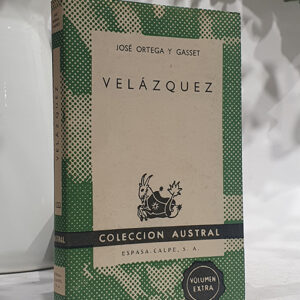 JOSÉ ORTEGA Y GASSET
VELÁZQUEZ
COLECCION AUSTRAL
ESPASA-CALPE, S. A.
VOLUMEN
EXTRA